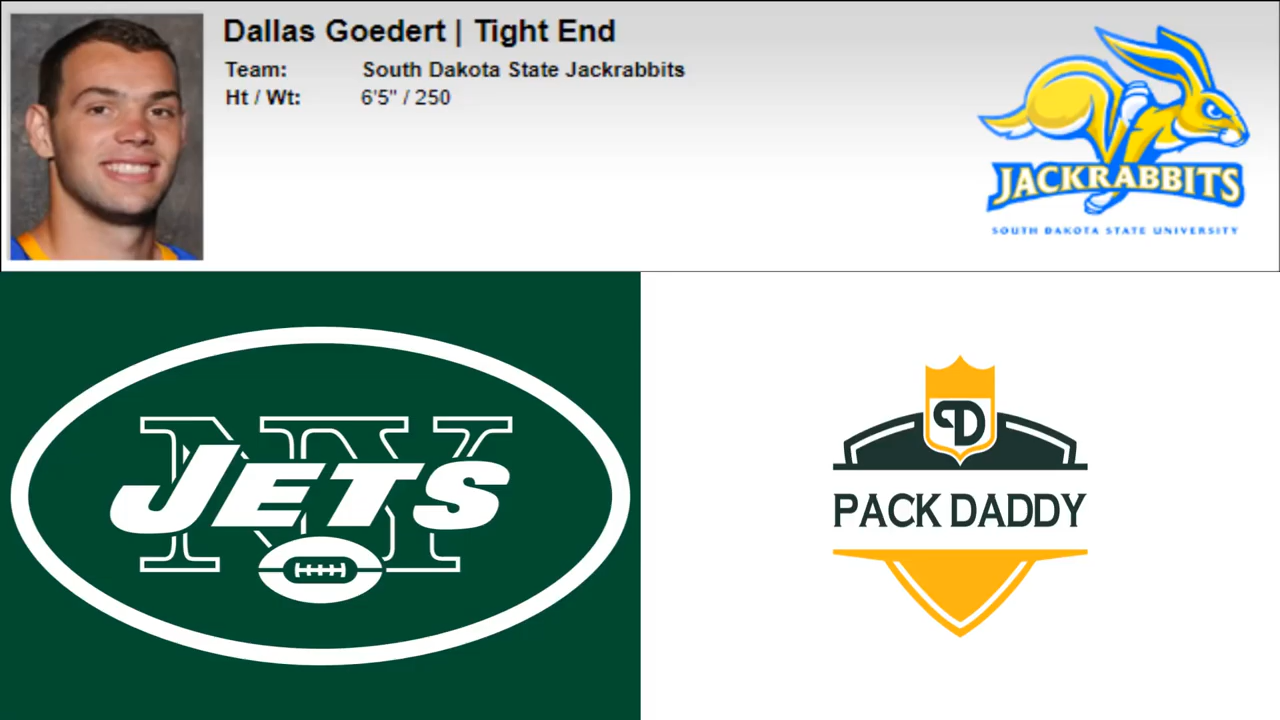 Dallas Goedert | Tight End
Team: South Dakota State Jackrabbits
Ht / Wt: 6'5" / 250
JACKRABBITS
SOUTH DAKOTA STATE UNIVERSITY
NY
JETS
PD
PACK DADDY